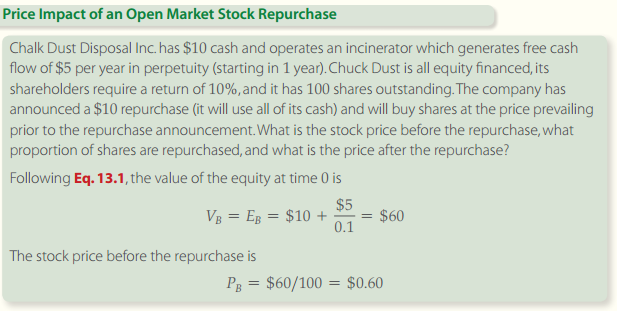 Price Impact of an Open Market Stock Repurchase
Chalk Dust Disposal Inc. has $10 cash and operates an incinerator which generates free cash
flow of $5 per year in perpetuity (starting in 1 year). Chuck Dust is all equity financed, its
shareholders require a return of 10%, and it has 100 shares outstanding. The company has
announced a $10 repurchase (it will use all of its cash) and will buy shares at the price prevailing
prior to the repurchase announcement. What is the stock price before the repurchase, what
proportion of shares are repurchased, and what is the price after the repurchase?
Following Eq. 13.1, the value of the equity at time 0 is
V_B = E_B = $10 + $5/0.1 = $60
The stock price before the repurchase is
P_B = $60/100 = $0.60